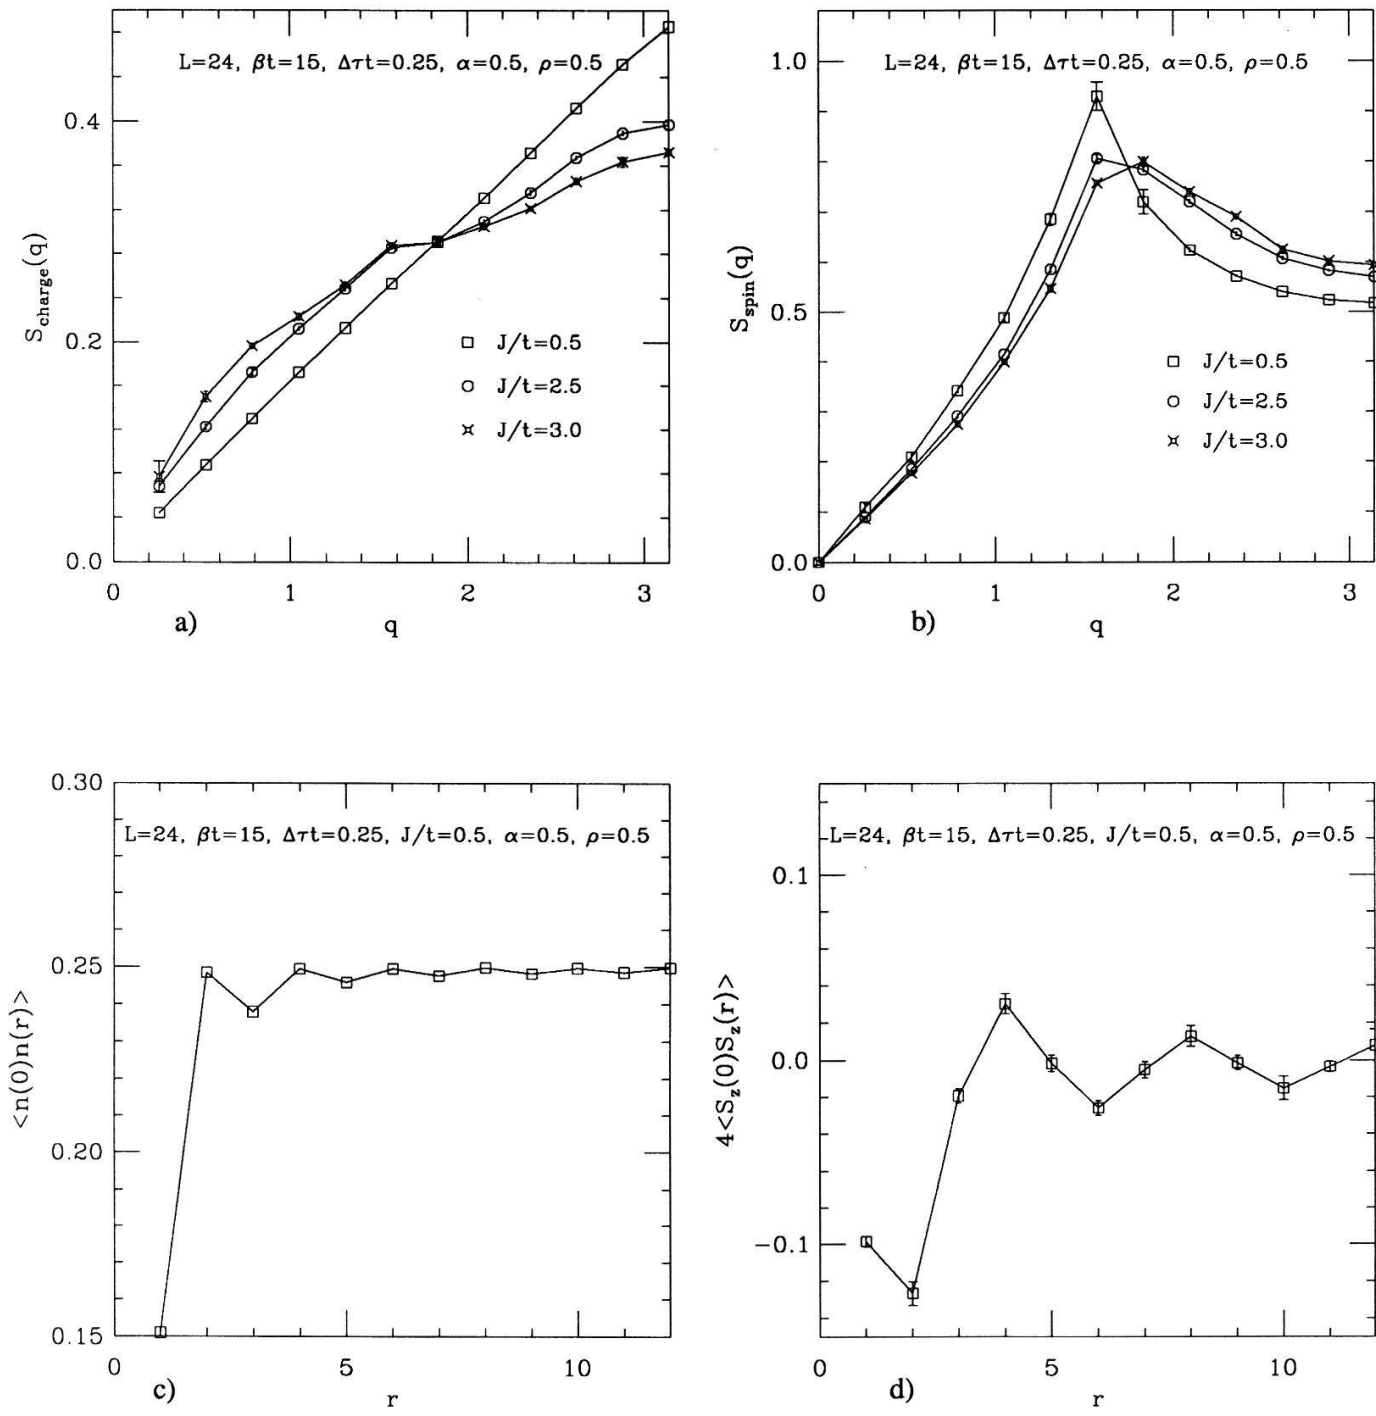 L=24, βt=15, Δτt=0.25, α=0.5, ρ=0.5
S_charge(q)
0.4
0.2
0.0
J/t=0.5
J/t=2.5
J/t=3.0
0 1 2 3
a) q
L=24, βt=15, Δτt=0.25, α=0.5, ρ=0.5
S_spin(q)
1.0
0.5
0.0
J/t=0.5
J/t=2.5
J/t=3.0
0 1 2 3
b) q
L=24, βt=15, Δτt=0.25, J/t=0.5, α=0.5, ρ=0.5
<n(0)n(r)>
0.30
0.25
0.20
0.15
0 5 10
c) r
L=24, βt=15, Δτt=0.25, J/t=0.5, α=0.5, ρ=0.5
4<S_z(0)S_z(r)>
0.1
0.0
−0.1
0 5 10
d) r